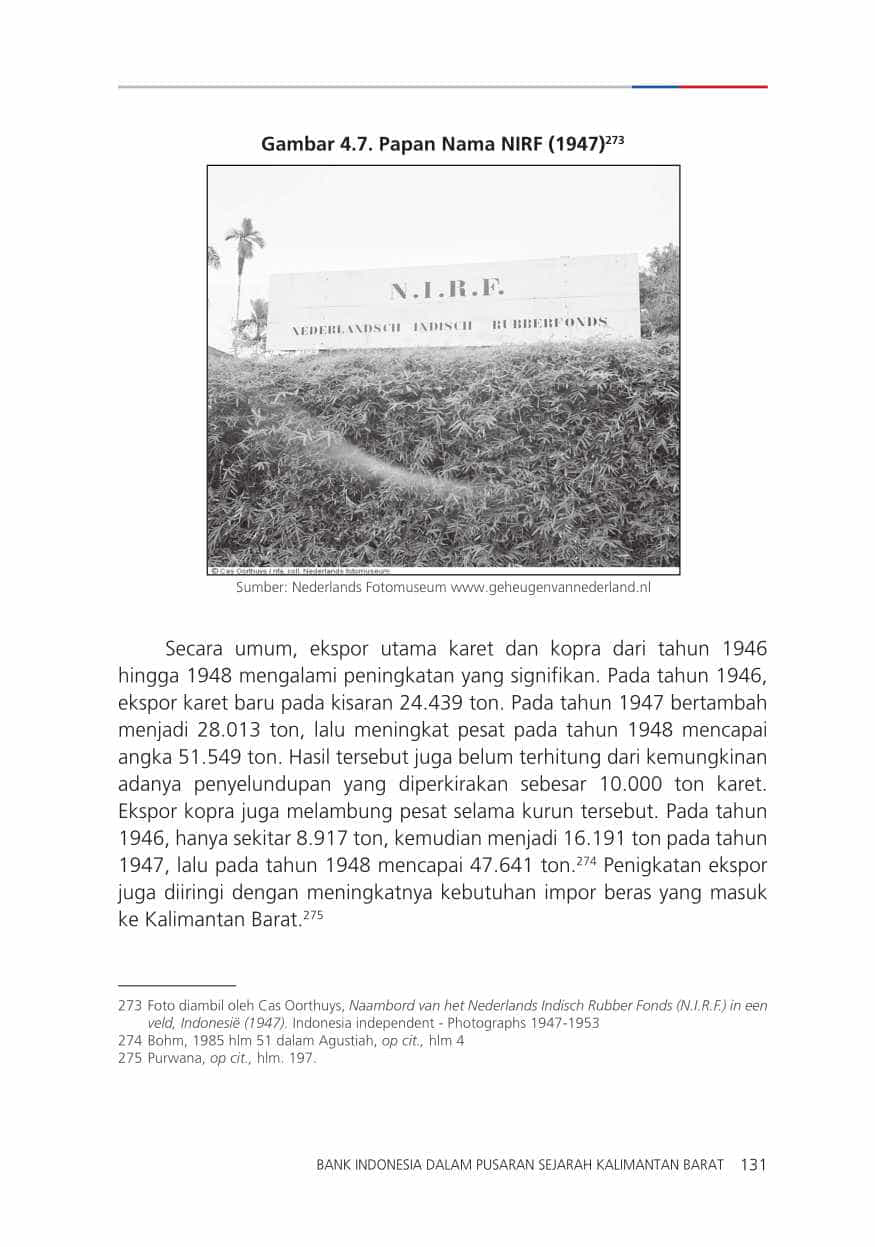 Gambar 4.7. Papan Nama NIRF (1947)273
N.I.R.F.
NEDERLANDSCH INDISCH RUBBERFONDS
© Cas Oorthuys / nfa, coll. Nederlands fotomuseum
Sumber: Nederlands Fotomuseum www.geheugenvannederland.nl
Secara umum, ekspor utama karet dan kopra dari tahun 1946
hingga 1948 mengalami peningkatan yang signifikan. Pada tahun 1946,
ekspor karet baru pada kisaran 24.439 ton. Pada tahun 1947 bertambah
menjadi 28.013 ton, lalu meningkat pesat pada tahun 1948 mencapai
angka 51.549 ton. Hasil tersebut juga belum terhitung dari kemungkinan
adanya penyelundupan yang diperkirakan sebesar 10.000 ton karet.
Ekspor kopra juga melambung pesat selama kurun tersebut. Pada tahun
1946, hanya sekitar 8.917 ton, kemudian menjadi 16.191 ton pada tahun
1947, lalu pada tahun 1948 mencapai 47.641 ton.274 Penigkatan ekspor
juga diiringi dengan meningkatnya kebutuhan impor beras yang masuk
ke Kalimantan Barat.275
273 Foto diambil oleh Cas Oorthuys, Naambord van het Nederlands Indisch Rubber Fonds (N.I.R.F.) in een
veld, Indonesië (1947). Indonesia independent - Photographs 1947-1953
274 Bohm, 1985 hlm 51 dalam Agustiah, op cit., hlm 4
275 Purwana, op cit., hlm. 197.
BANK INDONESIA DALAM PUSARAN SEJARAH KALIMANTAN BARAT 131